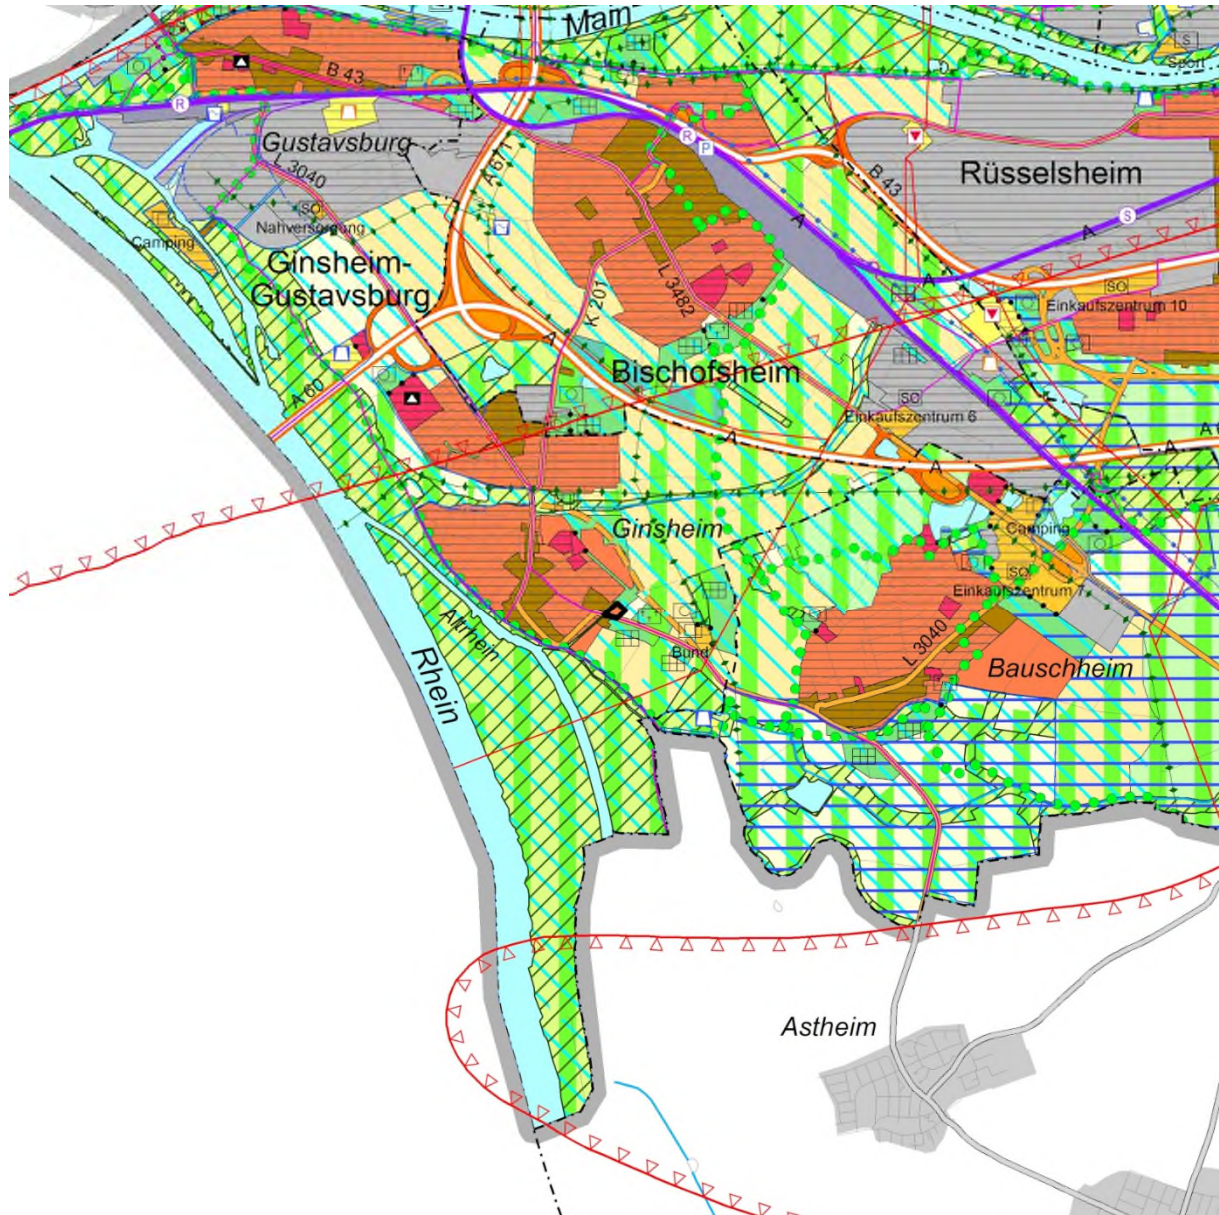 Main
S
Sport
B 43
R
Gustavsburg
A 671
R
P
B 43
Rüsselsheim
L 3040
SO
Nahversorgung
Camping
A
A
S
Ginsheim-
Gustavsburg
K 201
L 3482
A
A
SO
Einkaufszentrum 10
A
Bischofsheim
A 60
SO
Einkaufszentrum 6
A
A
A
A
Ginsheim
Camping
SO
Einkaufszentrum 7
Altrhein
Bund
L 3040
Bauschheim
Rhein
Astheim